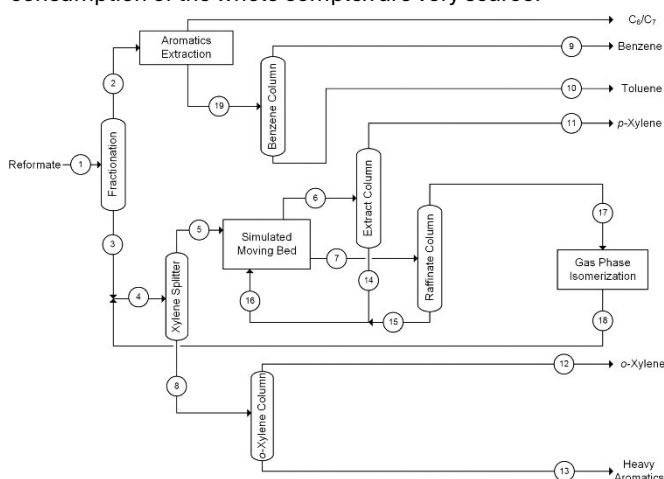 consumption of the whole complex are very scarce.
C6/C7
Aromatics
Extraction
9
Benzene
2
19
Benzene Column
10
Toluene
11
p-Xylene
Reformate
1
Fractionation
6
Extract Column
17
3
5
Simulated
Moving Bed
7
Raffinate Column
Gas Phase
Isomerization
4
Xylene Splitter
16
14
15
18
8
12
o-Xylene
o-Xylene Column
13
Heavy
Aromatics